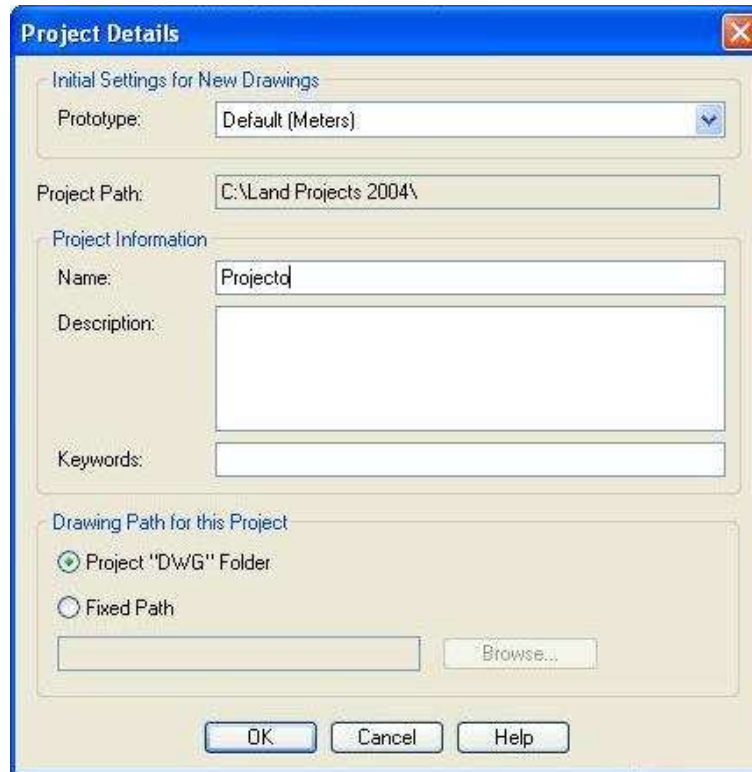 Project Details
Initial Settings for New Drawings
Prototype: Default (Meters)
Project Path: C:\Land Projects 2004\
Project Information
Name: Projecto
Description:
Keywords:
Drawing Path for this Project
Project "DWG" Folder
Fixed Path
Browse...
OK Cancel Help